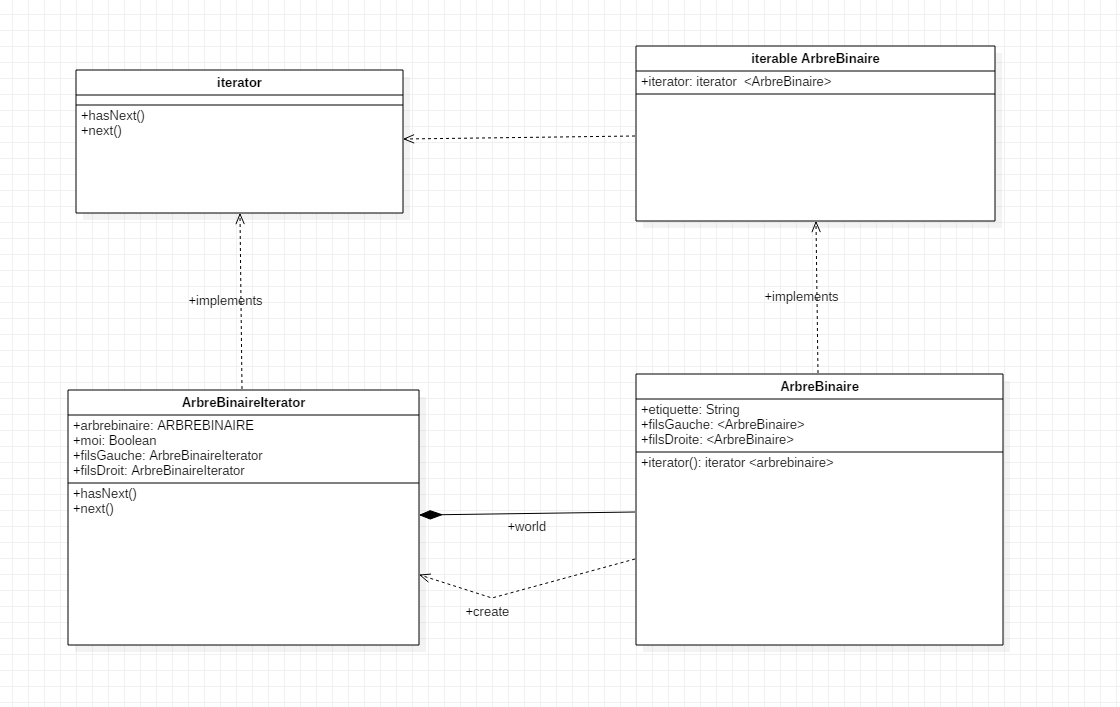 iterator
+hasNext()
+next()
iterable ArbreBinaire
+iterator: iterator <ArbreBinaire>
+implements
+implements
ArbreBinaireIterator
+arbrebinaire: ARBREBINAIRE
+moi: Boolean
+filsGauche: ArbreBinaireIterator
+filsDroit: ArbreBinaireIterator
+hasNext()
+next()
ArbreBinaire
+etiquette: String
+filsGauche: <ArbreBinaire>
+filsDroite: <ArbreBinaire>
+iterator(): iterator <arbrebinaire>
+world
+create